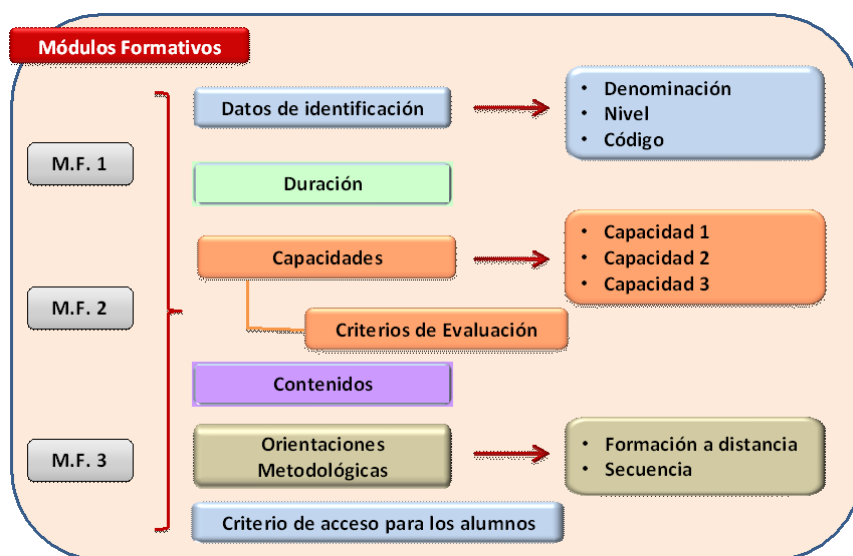 Módulos Formativos
M.F. 1
M.F. 2
M.F. 3
Datos de identificación
• Denominación
• Nivel
• Código
Duración
Capacidades
• Capacidad 1
• Capacidad 2
• Capacidad 3
Criterios de Evaluación
Contenidos
Orientaciones
Metodológicas
• Formación a distancia
• Secuencia
Criterio de acceso para los alumnos